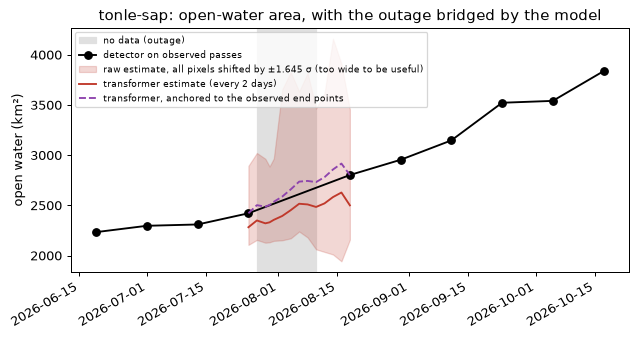 tonle-sap: open-water area, with the outage bridged by the model
no data (outage)
detector on observed passes
raw estimate, all pixels shifted by ±1.645 σ (too wide to be useful)
transformer estimate (every 2 days)
transformer, anchored to the observed end points
open water (km²)
4000
3500
3000
2500
2000
2026-06-15
2026-07-01
2026-07-15
2026-08-01
2026-08-15
2026-09-01
2026-09-15
2026-10-01
2026-10-15